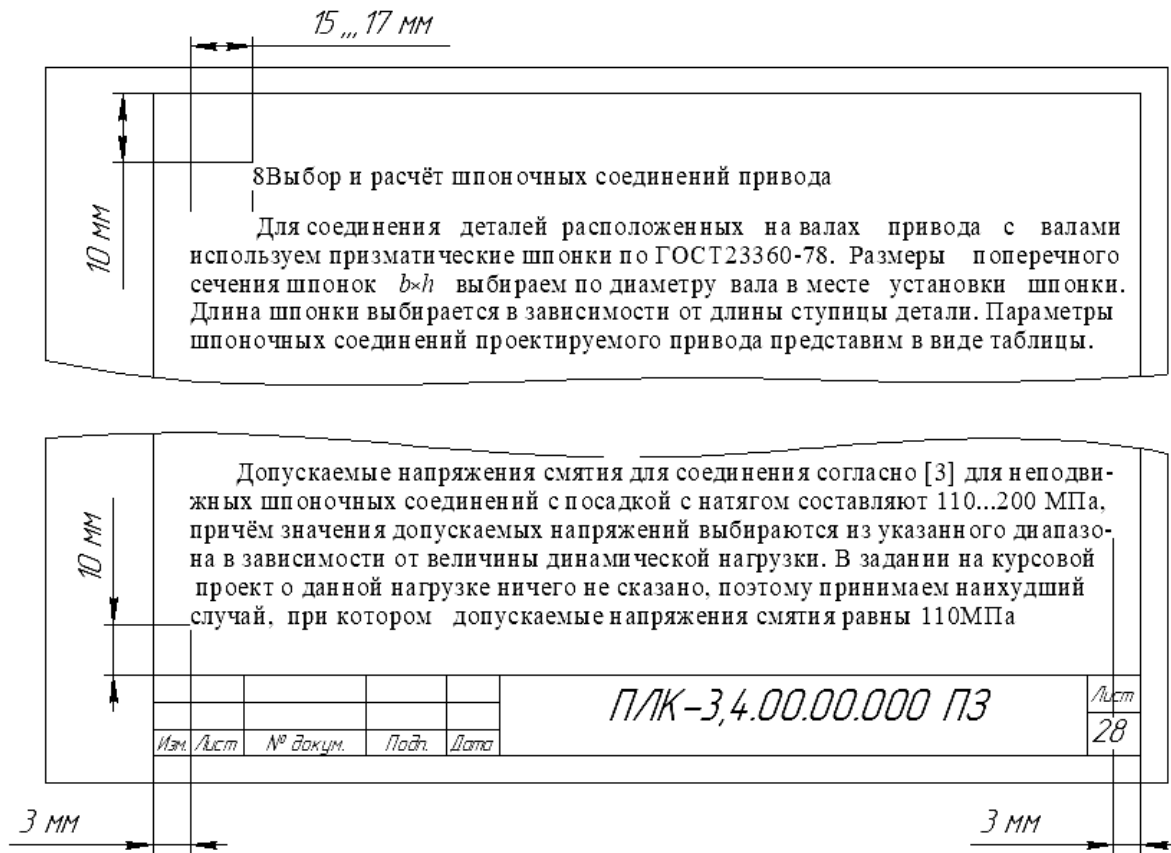 15„,17 мм
10 мм
8Выбор и расчёт шпоночных соединений привода
Для соединения деталей расположенных на валах привода с валами
используем призматические шпонки по ГОСТ23360-78. Размеры поперечного
сечения шпонок b×h выбираем по диаметру вала в месте установки шпонки.
Длина шпонки выбирается в зависимости от длины ступицы детали. Параметры
шпоночных соединений проектируемого привода представим в виде таблицы.
Допускаемые напряжения смятия для соединения согласно [3] для неподви-
жных шпоночных соединений с посадкой с натягом составляют 110...200 МПа,
причём значения допускаемых напряжений выбираются из указанного диапазо-
на в зависимости от величины динамической нагрузки. В задании на курсовой
проект о данной нагрузке ничего не сказано, поэтому принимаем наихудший
случай, при котором допускаемые напряжения смятия равны 110МПа
10 мм
ПЛК–3,4.00.00.000 ПЗ
Лист
28
Изм. Лист № докум. Подп. Дата
3 мм
3 мм